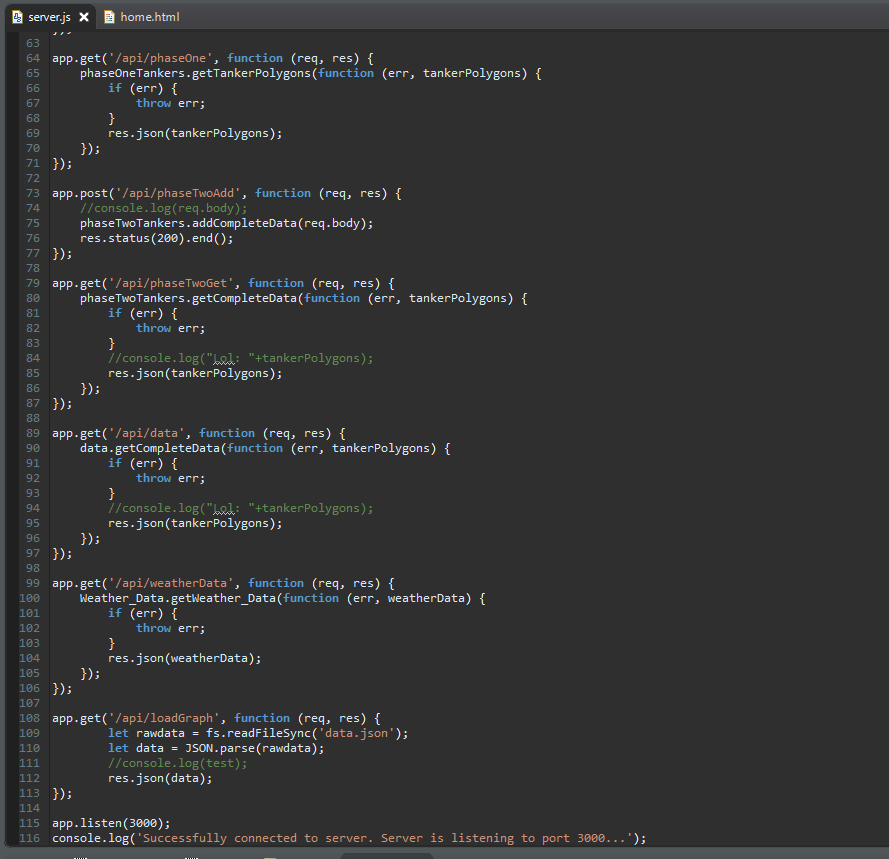 server.js
home.html
63
64 app.get('/api/phaseOne', function (req, res) {
65     phaseOneTankers.getTankerPolygons(function (err, tankerPolygons) {
66         if (err) {
67             throw err;
68         }
69         res.json(tankerPolygons);
70     });
71 });
72
73 app.post('/api/phaseTwoAdd', function (req, res) {
74     //console.log(req.body);
75     phaseTwoTankers.addCompleteData(req.body);
76     res.status(200).end();
77 });
78
79 app.get('/api/phaseTwoGet', function (req, res) {
80     phaseTwoTankers.getCompleteData(function (err, tankerPolygons) {
81         if (err) {
82             throw err;
83         }
84         //console.log("Lol: "+tankerPolygons);
85         res.json(tankerPolygons);
86     });
87 });
88
89 app.get('/api/data', function (req, res) {
90     data.getCompleteData(function (err, tankerPolygons) {
91         if (err) {
92             throw err;
93         }
94         //console.log("Lol: "+tankerPolygons);
95         res.json(tankerPolygons);
96     });
97 });
98
99 app.get('/api/weatherData', function (req, res) {
100     Weather_Data.getWeather_Data(function (err, weatherData) {
101         if (err) {
102             throw err;
103         }
104         res.json(weatherData);
105     });
106 });
107
108 app.get('/api/loadGraph', function (req, res) {
109         let rawdata = fs.readFileSync('data.json');
110         let data = JSON.parse(rawdata);
111         //console.log(test);
112         res.json(data);
113 });
114
115 app.listen(3000);
116 console.log('Successfully connected to server. Server is listening to port 3000...');